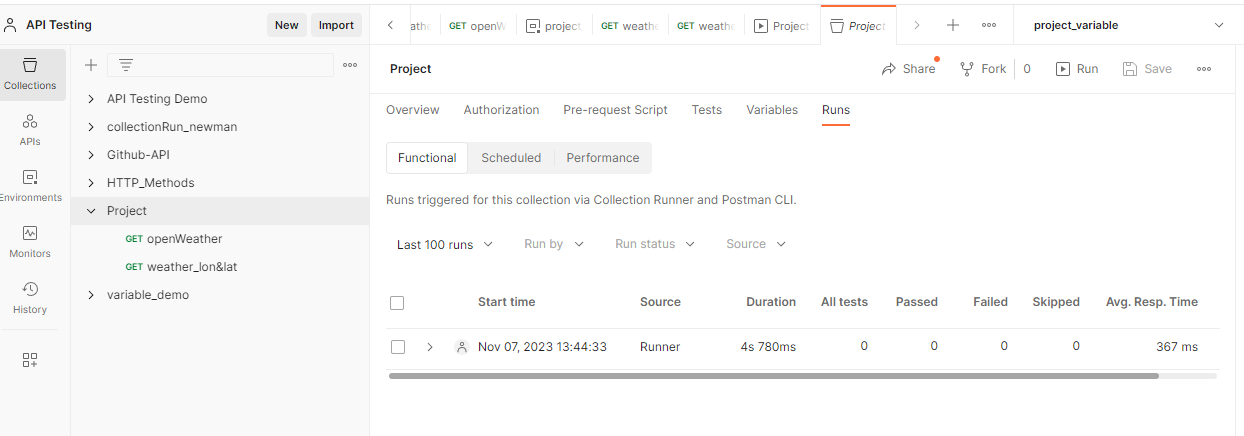 API Testing
New
Import
athe
GET openW
project
GET weathe
GET weathe
Project
Project
project_variable
Collections
APIs
Environments
Monitors
History
API Testing Demo
collectionRun_newman
Github-API
HTTP_Methods
Project
GET openWeather
GET weather_lon&lat
variable_demo
Project
Share
Fork
0
Run
Save
Overview
Authorization
Pre-request Script
Tests
Variables
Runs
Functional
Scheduled
Performance
Runs triggered for this collection via Collection Runner and Postman CLI.
Last 100 runs
Run by
Run status
Source
Start time Source Duration All tests Passed Failed Skipped Avg. Resp. Time
Nov 07, 2023 13:44:33 Runner 4s 780ms 0 0 0 0 367 ms